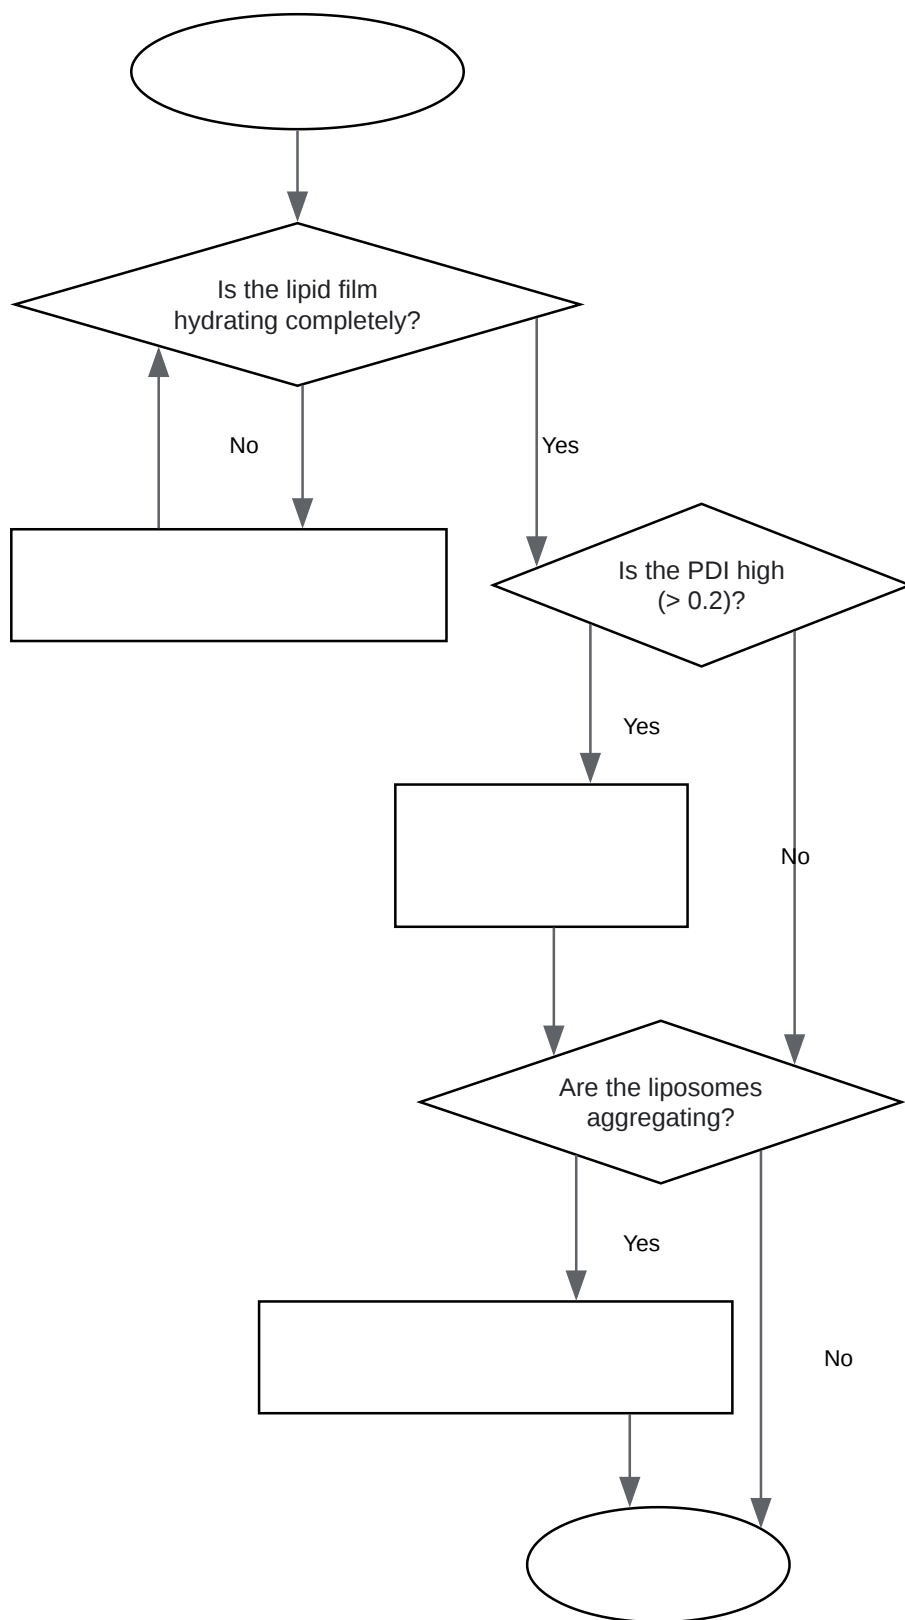 Is the lipid film
hydrating completely?
No
Yes
Is the PDI high
(> 0.2)?
Yes
No
Are the liposomes
aggregating?
Yes
No